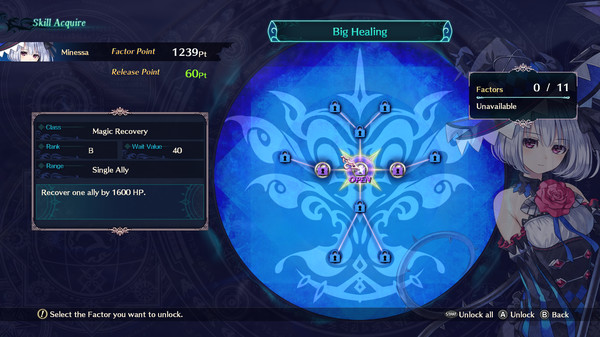 Skill Acquire
Big Healing
Minessa
Factor Point 1239Pt
Release Point 60Pt
Factors 0 / 11
Unavailable
Class
Magic Recovery
Rank B Wait Value 40
Range
Single Ally
Recover one ally by 1600 HP.
OPEN
Select the Factor you want to unlock.
START Unlock all A Unlock B Back